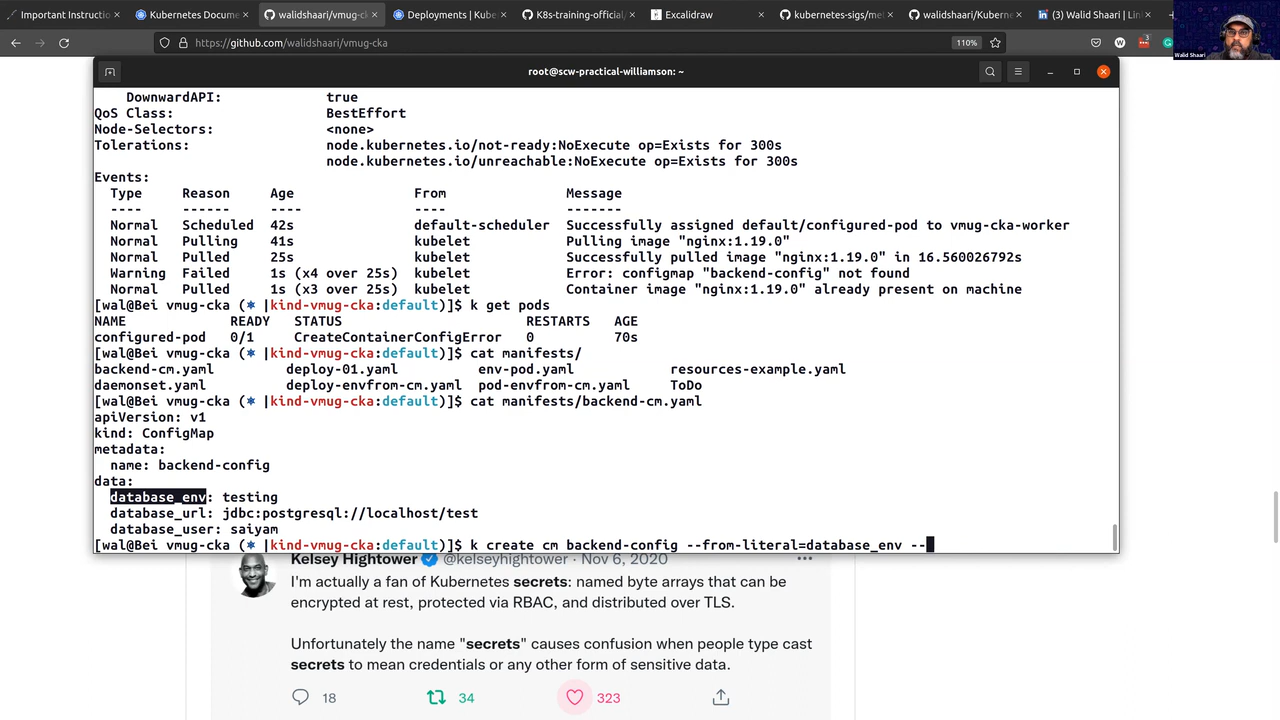 Important Instructio
Kubernetes Docume
walidshaari/vmug-ck
Deployments | Kube
K8s-training-official/
Excalidraw
kubernetes-sigs/me
walidshaari/Kuberne
(3) Walid Shaari | Lin
https://github.com/walidshaari/vmug-cka
110%
Walid Shaari
root@scw-practical-williamson: ~
DownwardAPI: true
QoS Class: BestEffort
Node-Selectors: <none>
Tolerations: node.kubernetes.io/not-ready:NoExecute op=Exists for 300s
node.kubernetes.io/unreachable:NoExecute op=Exists for 300s
Events:
Type Reason Age From Message
---- ------ ---- ---- -------
Normal Scheduled 42s default-scheduler Successfully assigned default/configured-pod to vmug-cka-worker
Normal Pulling 41s kubelet Pulling image "nginx:1.19.0"
Normal Pulled 25s kubelet Successfully pulled image "nginx:1.19.0" in 16.560026792s
Warning Failed 1s (x4 over 25s) kubelet Error: configmap "backend-config" not found
Normal Pulled 1s (x3 over 25s) kubelet Container image "nginx:1.19.0" already present on machine
[wal@Bei vmug-cka (⎈ |kind-vmug-cka:default)]$ k get pods
NAME READY STATUS RESTARTS AGE
configured-pod 0/1 CreateContainerConfigError 0 70s
[wal@Bei vmug-cka (⎈ |kind-vmug-cka:default)]$ cat manifests/
backend-cm.yaml deploy-01.yaml env-pod.yaml resources-example.yaml
daemonset.yaml deploy-envfrom-cm.yaml pod-envfrom-cm.yaml ToDo
[wal@Bei vmug-cka (⎈ |kind-vmug-cka:default)]$ cat manifests/backend-cm.yaml
apiVersion: v1
kind: ConfigMap
metadata:
name: backend-config
data:
database_env: testing
database_url: jdbc:postgresql://localhost/test
database_user: saiyam
[wal@Bei vmug-cka (⎈ |kind-vmug-cka:default)]$ k create cm backend-config --from-literal=database_env --
Kelsey Hightower @kelseyhightower · Nov 6, 2020
I'm actually a fan of Kubernetes secrets: named byte arrays that can be
encrypted at rest, protected via RBAC, and distributed over TLS.
Unfortunately the name "secrets" causes confusion when people type cast
secrets to mean credentials or any other form of sensitive data.
18
34
323